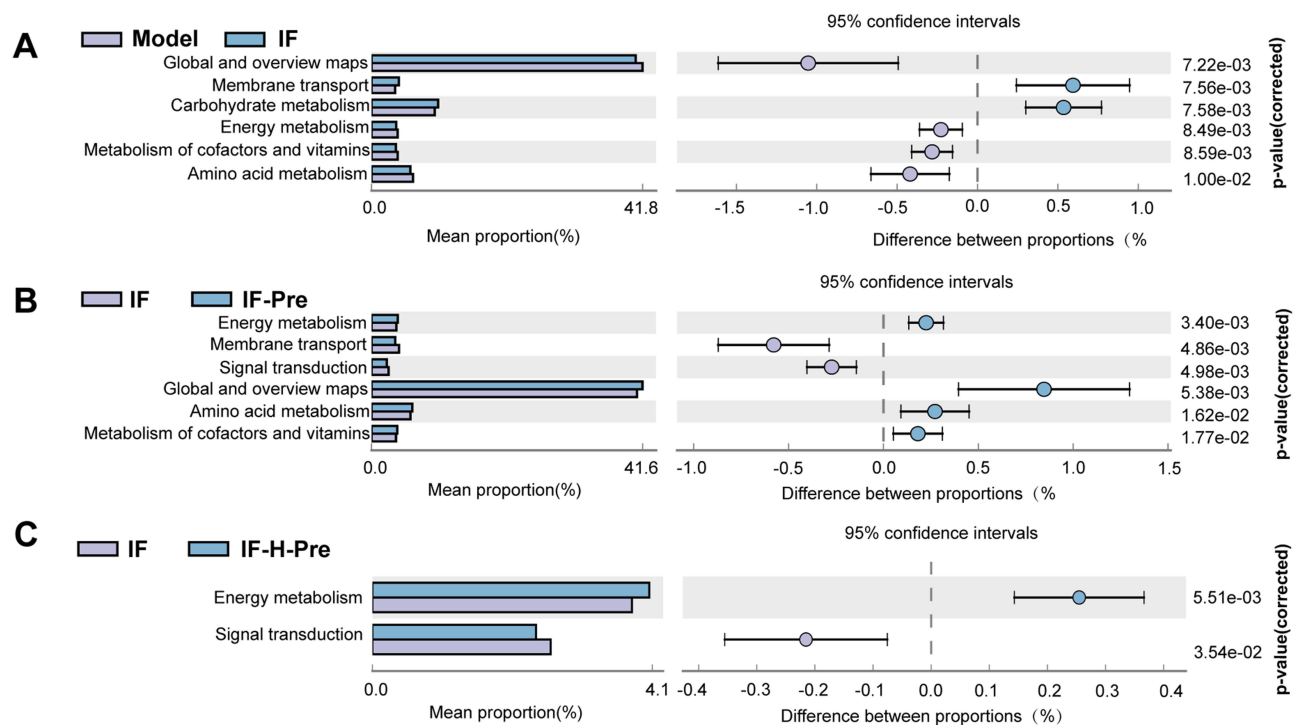 95% confidence intervals
A
Model
IF
Global and overview maps
Membrane transport
Carbohydrate metabolism
Energy metabolism
Metabolism of cofactors and vitamins
Amino acid metabolism
7.22e-03
7.56e-03
7.58e-03
8.49e-03
8.59e-03
1.00e-02
p-value(corrected)
0.0 41.8
-1.5 -1.0 -0.5 0.0 0.5 1.0
Mean proportion(%)
Difference between proportions（%
95% confidence intervals
B
IF
IF-Pre
Energy metabolism
Membrane transport
Signal transduction
Global and overview maps
Amino acid metabolism
Metabolism of cofactors and vitamins
3.40e-03
4.86e-03
4.98e-03
5.38e-03
1.62e-02
1.77e-02
p-value(corrected)
0.0 41.6
-1.0 -0.5 0.0 0.5 1.0 1.5
Mean proportion(%)
Difference between proportions（%
95% confidence intervals
C
IF
IF-H-Pre
Energy metabolism
Signal transduction
5.51e-03
3.54e-02
p-value(corrected)
0.0 4.1
-0.4 -0.3 -0.2 -0.1 0.0 0.1 0.2 0.3 0.4
Mean proportion(%)
Difference between proportions（%）